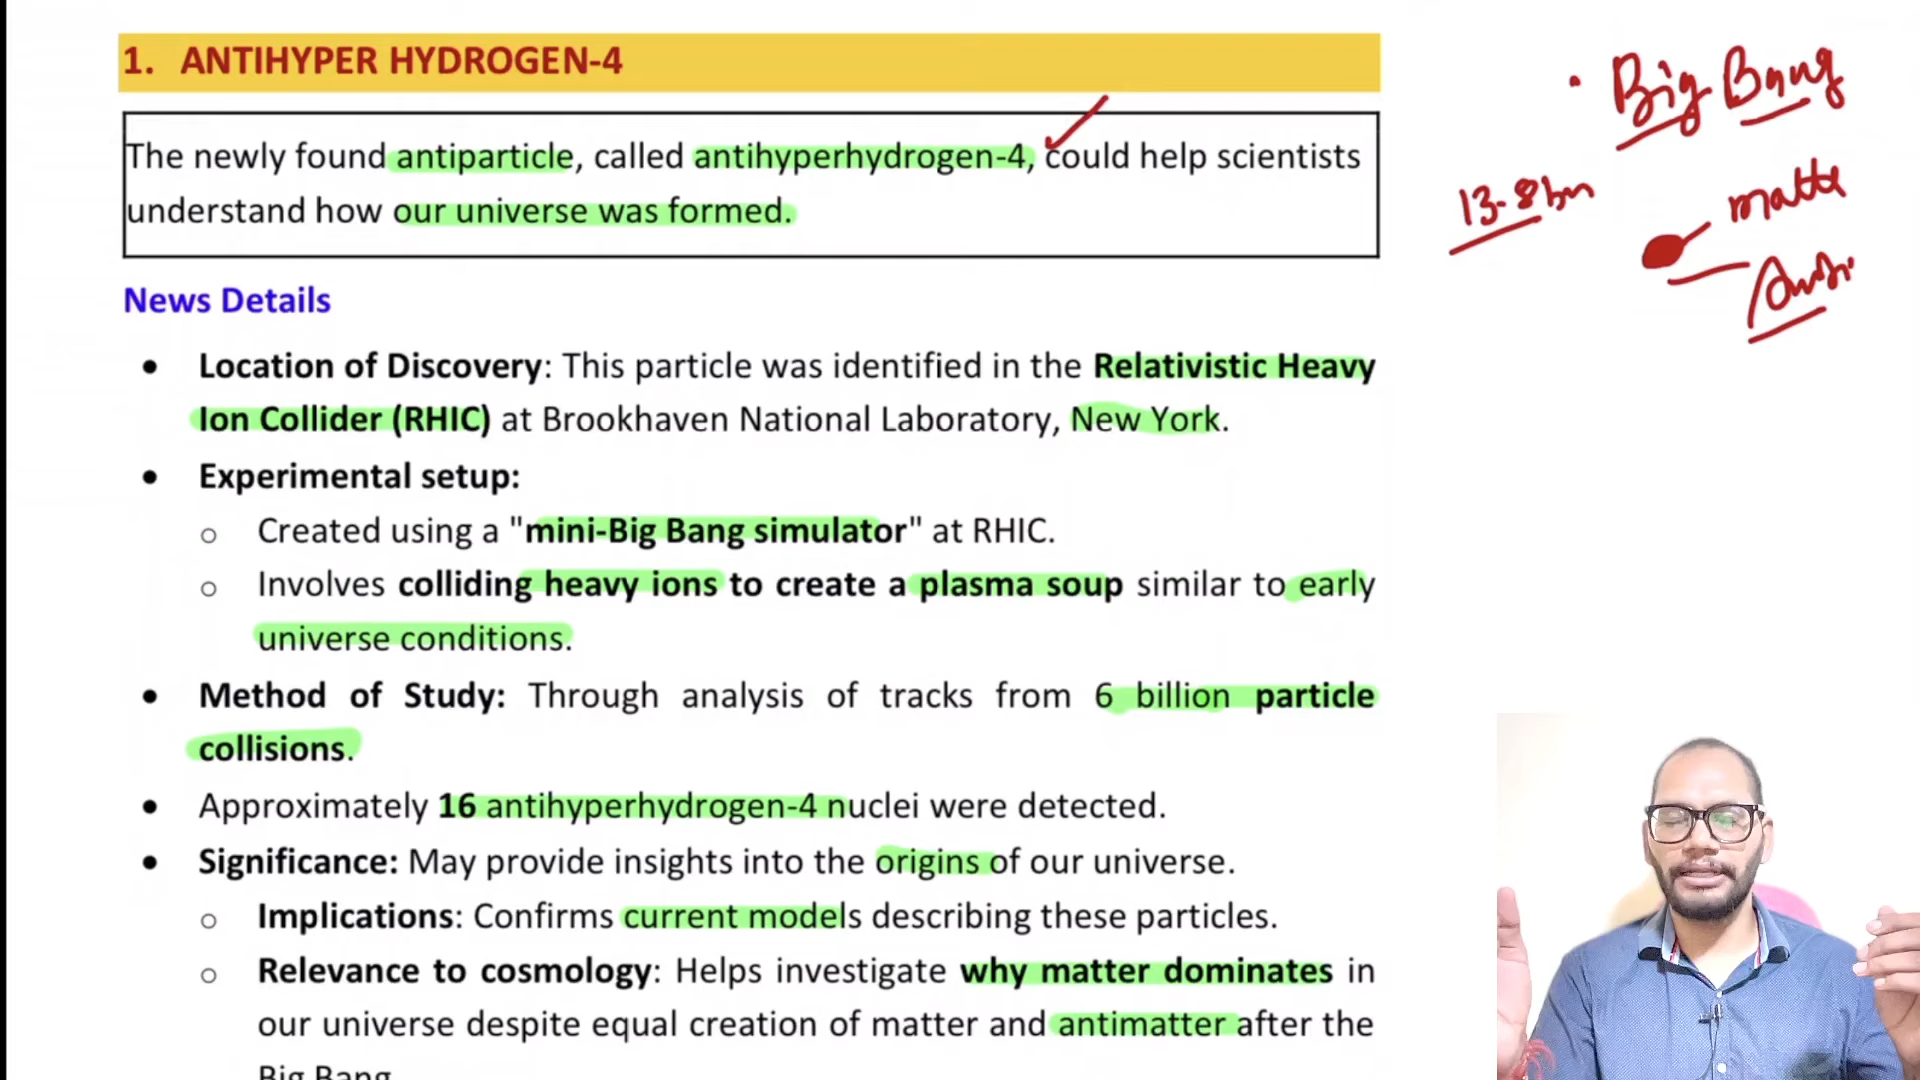 1. ANTIHYPER HYDROGEN-4
The newly found antiparticle, called antihyperhydrogen-4, could help scientists
understand how our universe was formed.
News Details
• Location of Discovery: This particle was identified in the Relativistic Heavy
Ion Collider (RHIC) at Brookhaven National Laboratory, New York.
• Experimental setup:
o Created using a "mini-Big Bang simulator" at RHIC.
o Involves colliding heavy ions to create a plasma soup similar to early
universe conditions.
• Method of Study: Through analysis of tracks from 6 billion particle
collisions.
• Approximately 16 antihyperhydrogen-4 nuclei were detected.
• Significance: May provide insights into the origins of our universe.
o Implications: Confirms current models describing these particles.
o Relevance to cosmology: Helps investigate why matter dominates in
our universe despite equal creation of matter and antimatter after the
Big Bang
Big Bang
13-8bn
matte
Anti